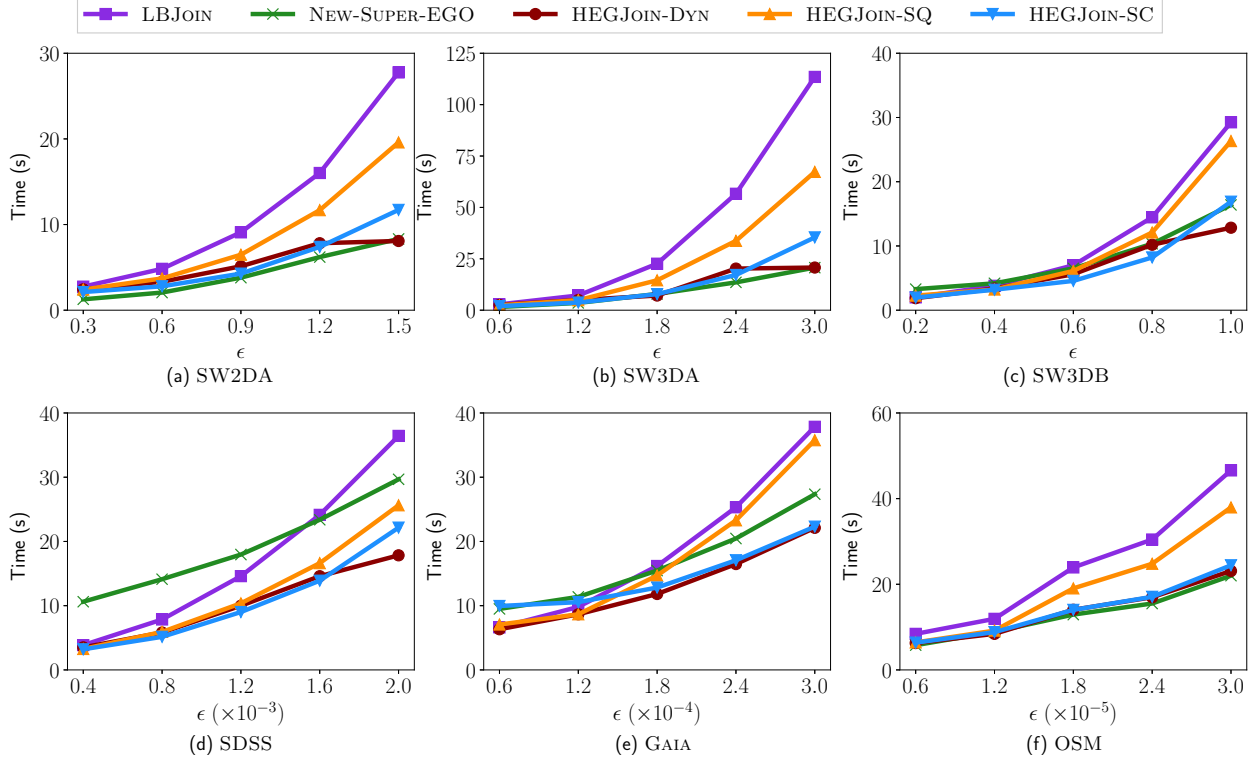 LBJOIN NEW-SUPER-EGO HEGJOIN-DYN HEGJOIN-SQ HEGJOIN-SC
30 125 40
100 30
20 75 20
Time (s) Time (s) Time (s)
10 50 10
25
0 0 0
0.3 0.6 0.9 1.2 1.5 0.6 1.2 1.8 2.4 3.0 0.2 0.4 0.6 0.8 1.0
ϵ ϵ ϵ
(a) SW2DA (b) SW3DA (c) SW3DB
40 40 60
30 30 40
Time (s) Time (s) Time (s)
20 20 20
10 10
0 0 0
0.4 0.8 1.2 1.6 2.0 0.6 1.2 1.8 2.4 3.0 0.6 1.2 1.8 2.4 3.0
ϵ (×10⁻³) ϵ (×10⁻⁴) ϵ (×10⁻⁵)
(d) SDSS (e) GAIA (f) OSM